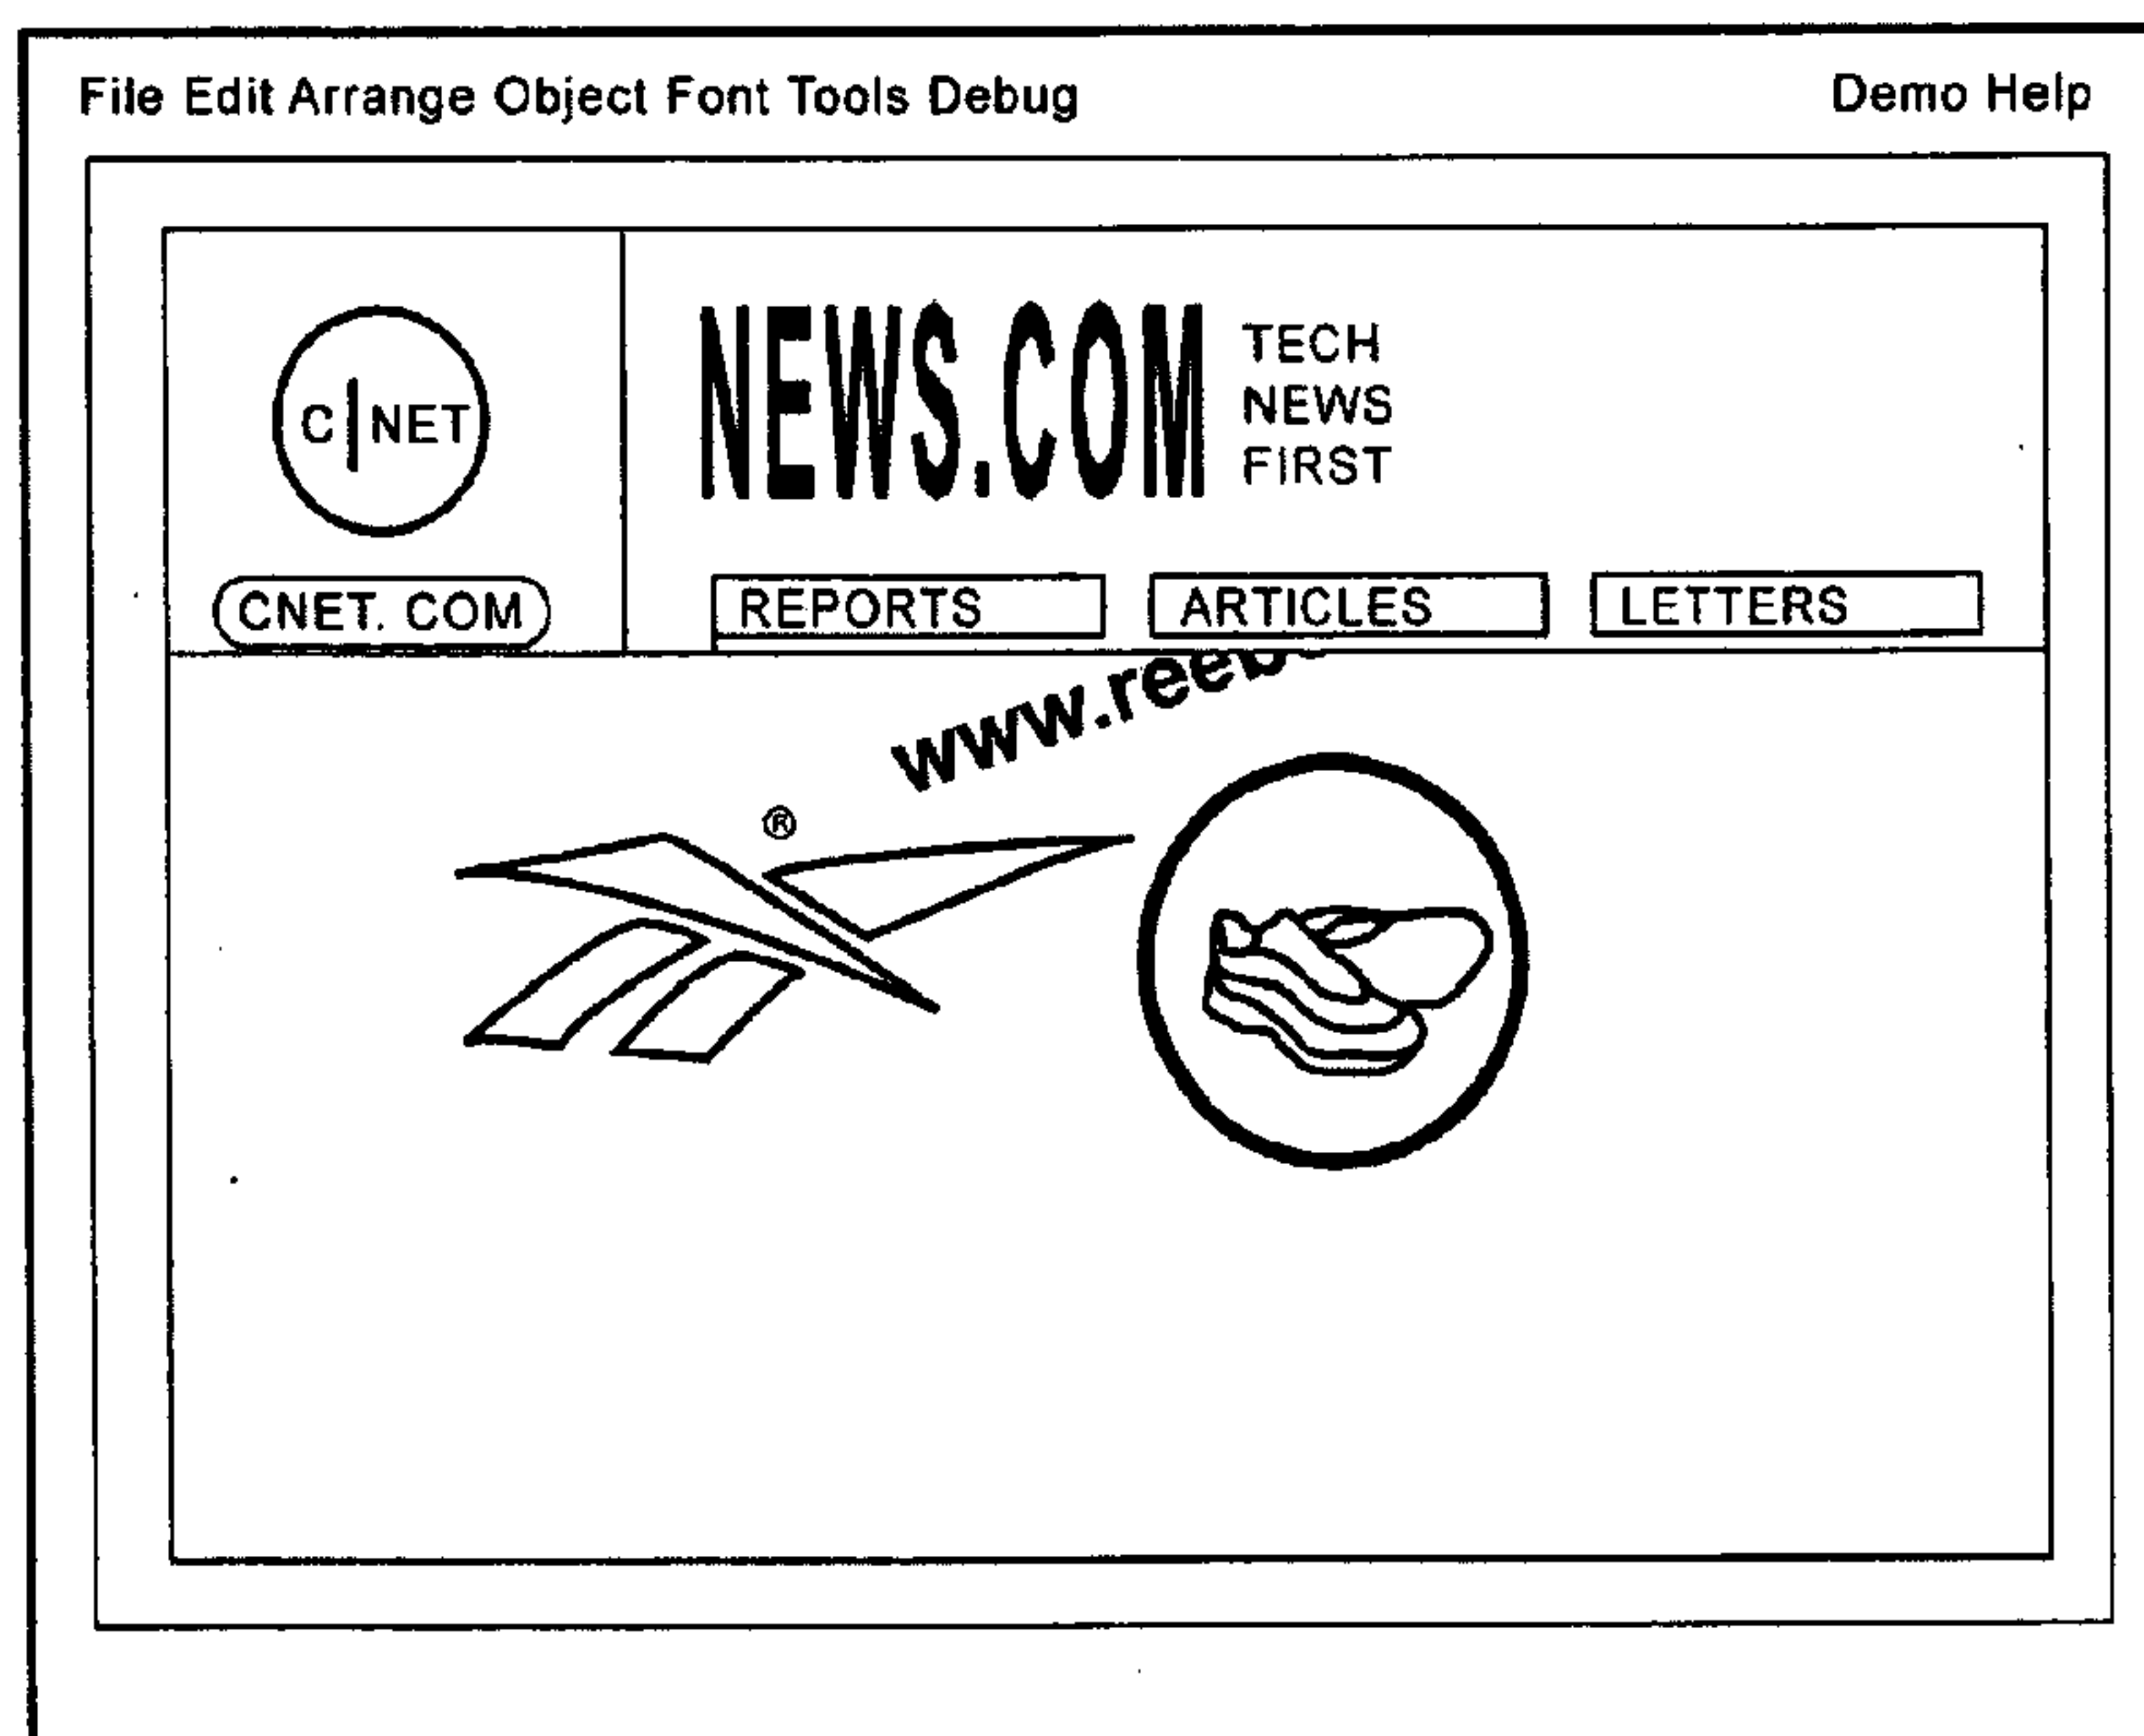 File Edit Arrange Object Font Tools Debug Demo Help
C|NET
NEWS.COM
TECH
NEWS
FIRST
CNET. COM
REPORTS
ARTICLES
LETTERS
www.reeb
®